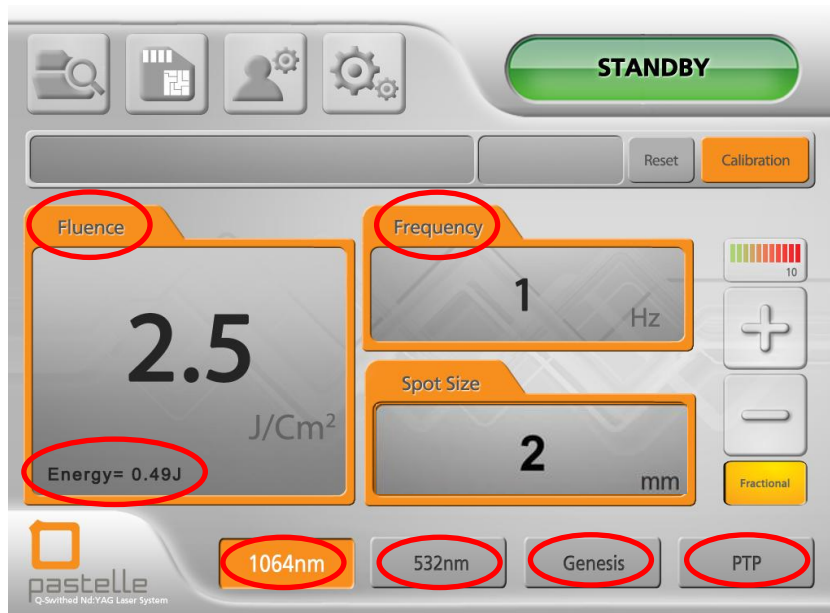 STANDBY
Reset
Calibration
Fluence
2.5
J/Cm²
Energy= 0.49J
Frequency
1
Hz
Spot Size
2
mm
10
Fractional
pastelle
Q-Swithed Nd:YAG Laser System
1064nm
532nm
Genesis
PTP